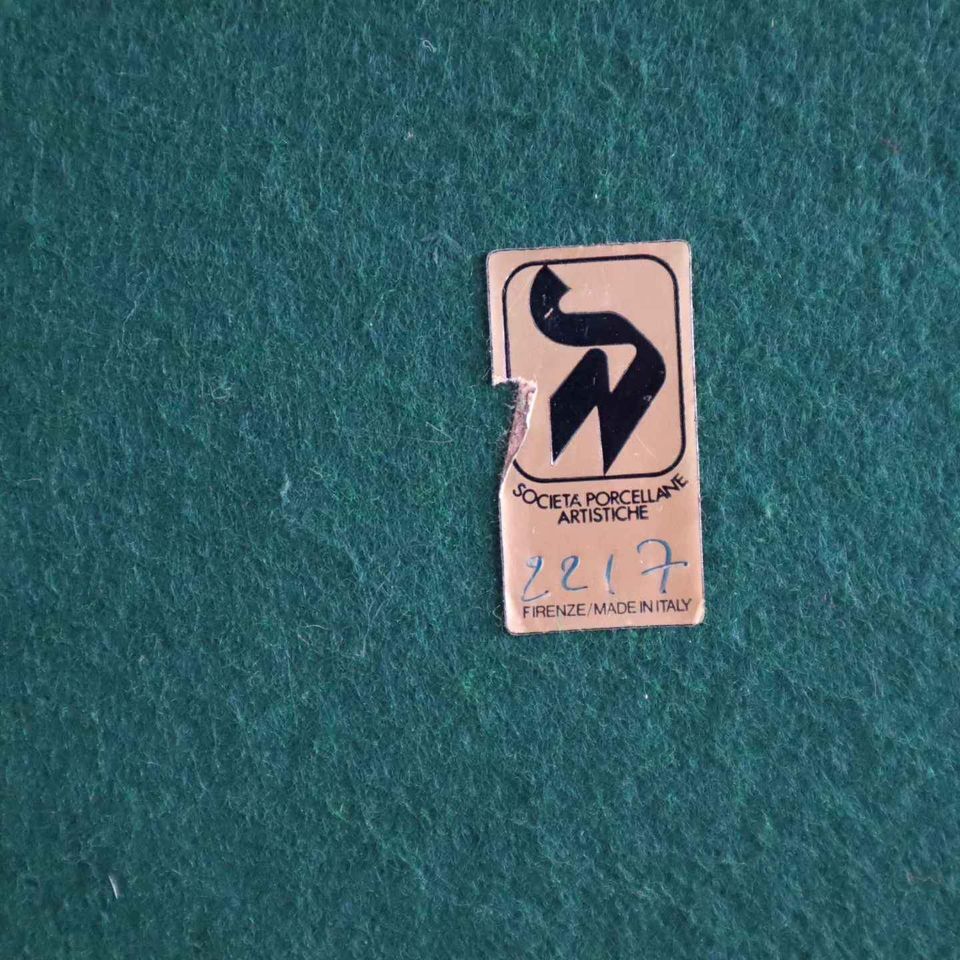 SOCIETÀ PORCELLANE
ARTISTICHE
2217
FIRENZE/MADE IN ITALY